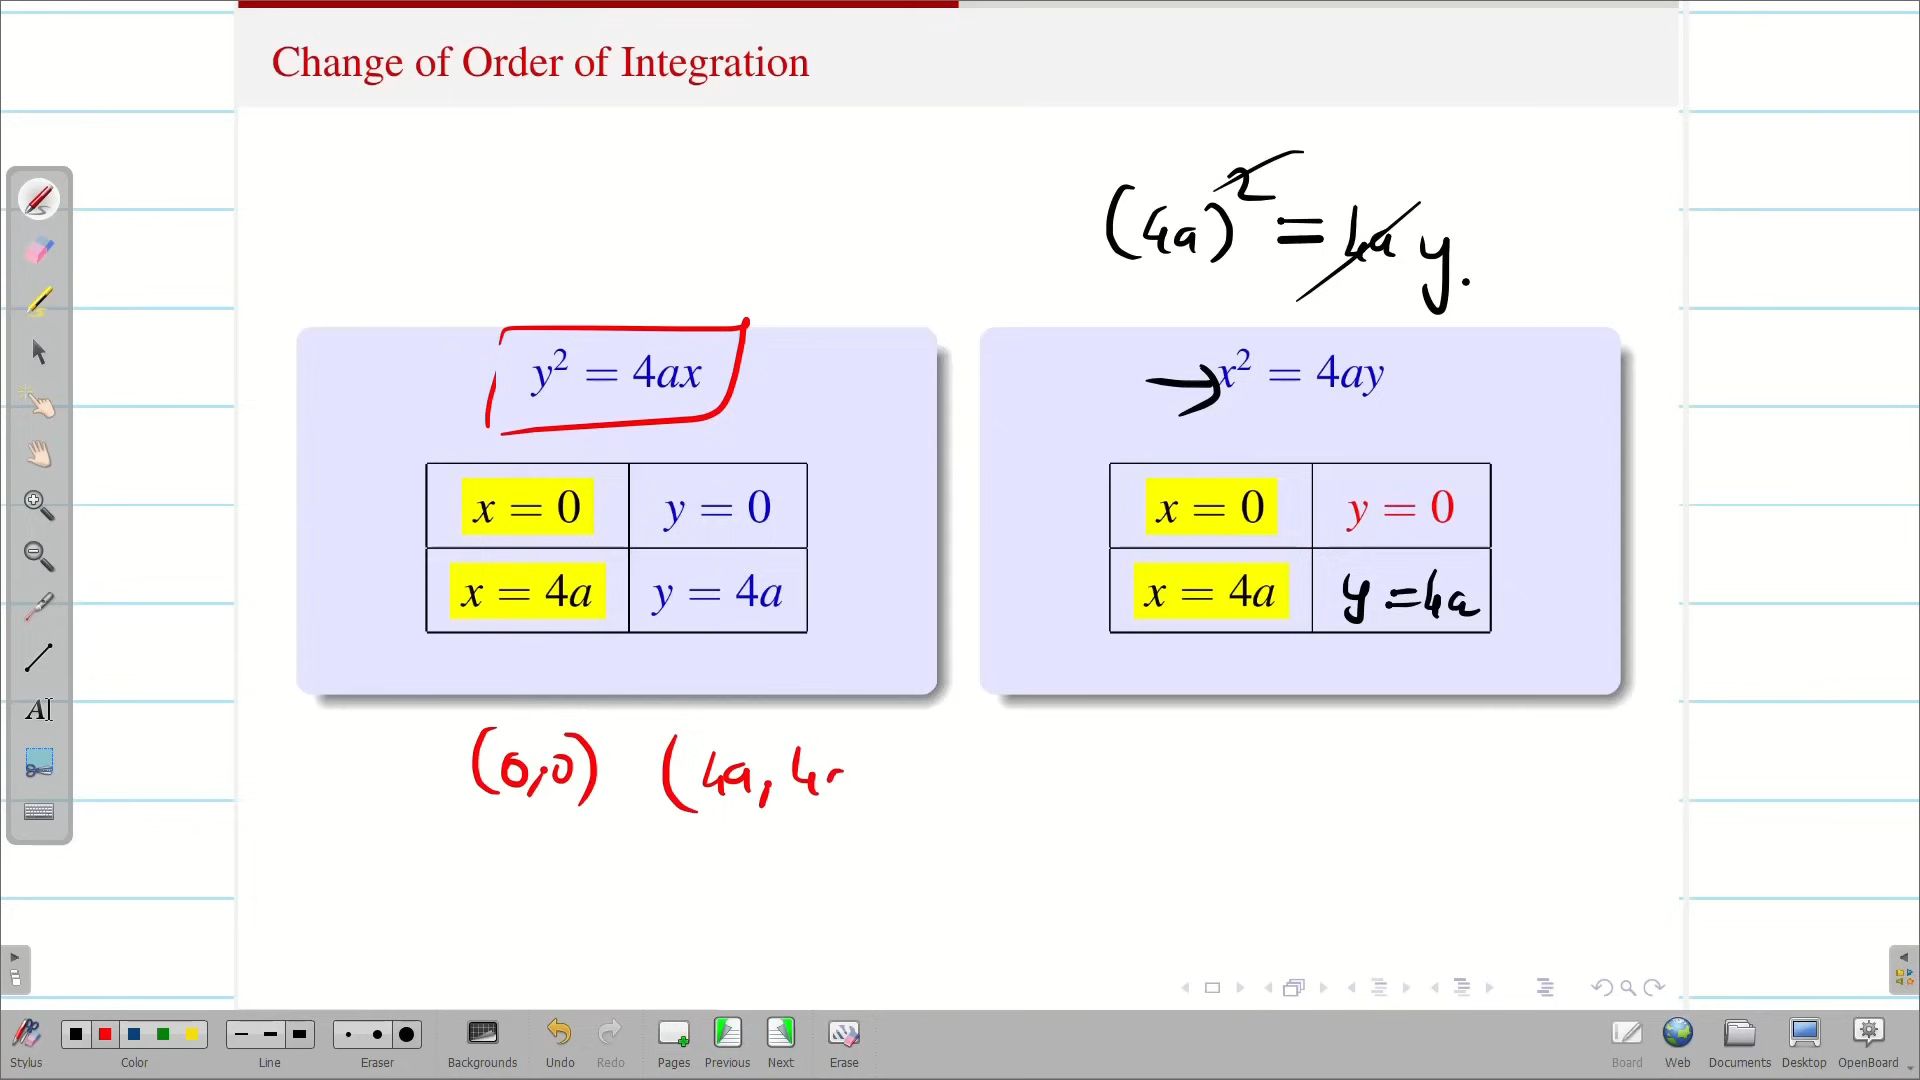 Change of Order of Integration
(4a)² = 4a y.
y² = 4ax
x = 0 y = 0
x = 4a y = 4a
x² = 4ay
x = 0 y = 0
x = 4a y = 4a
(0,0) (4a, 4
A
Stylus Color Line Eraser Backgrounds Undo Redo Pages Previous Next Erase Board Web Documents Desktop OpenBoard